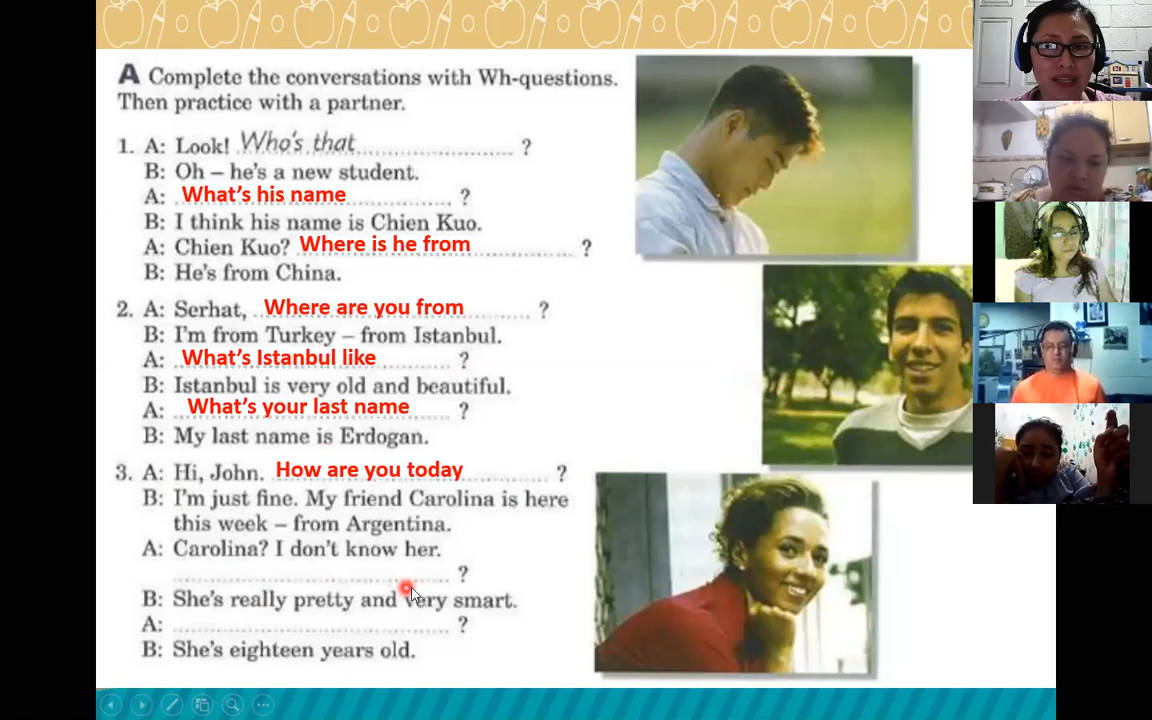 A Complete the conversations with Wh-questions.
Then practice with a partner.
1. A: Look! Who's that ?
B: Oh – he's a new student.
A: What's his name ?
B: I think his name is Chien Kuo.
A: Chien Kuo? Where is he from ?
B: He's from China.
2. A: Serhat, Where are you from ?
B: I'm from Turkey – from Istanbul.
A: What's Istanbul like ?
B: Istanbul is very old and beautiful.
A: What's your last name ?
B: My last name is Erdogan.
3. A: Hi, John. How are you today ?
B: I'm just fine. My friend Carolina is here
this week – from Argentina.
A: Carolina? I don't know her.
?
B: She's really pretty and very smart.
A: ?
B: She's eighteen years old.